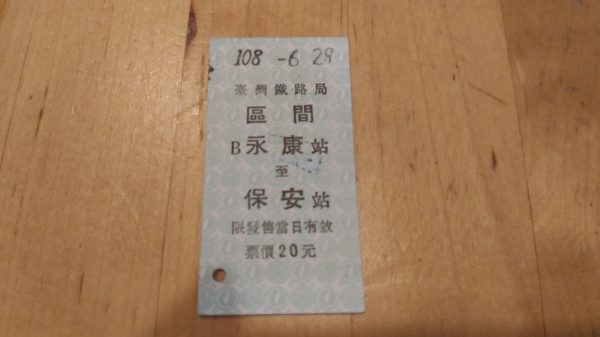 108 -6 29
臺灣鐵路局
區間
B永康站
至
保安站
限發售當日有效
票價20元